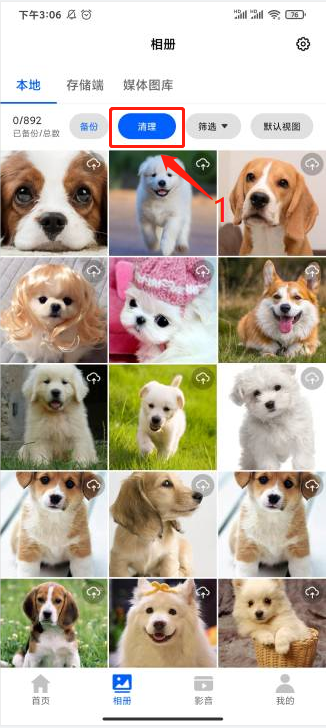 下午3:06
HD HD 76
相册
本地 存储端 媒体图库
0/892
已备份/总数
备份 清理 筛选 默认视图
1
首页 相册 影音 我的